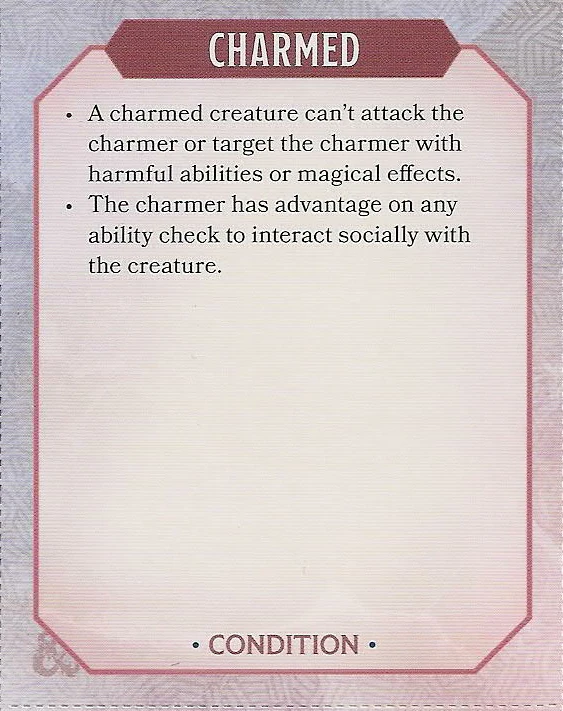 CHARMED
• A charmed creature can't attack the
charmer or target the charmer with
harmful abilities or magical effects.
• The charmer has advantage on any
ability check to interact socially with
the creature.
• CONDITION •